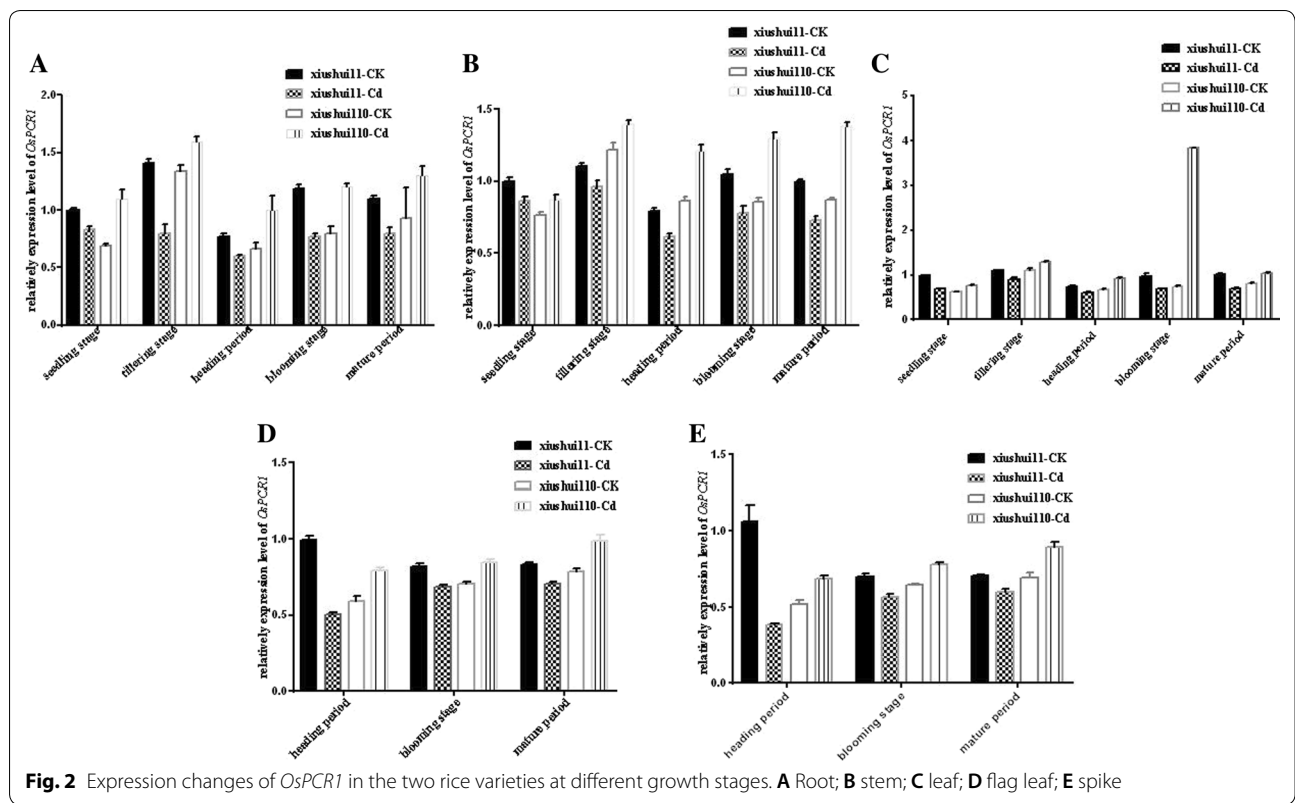 A
relatively expression level of OsPCR1
2.0
1.5
1.0
0.5
0.0
xiushui11-CK
xiushui11-Cd
xiushui110-CK
xiushui110-Cd
seedling stage
tillering stage
heading period
blooming stage
mature period
B
relatively expression level of OsPCR1
1.5
1.0
0.5
0.0
xiushui11-CK
xiushui11-Cd
xiushui110-CK
xiushui110-Cd
seedling stage
tillering stage
heading period
blooming stage
mature period
C
relatively expression level of OsPCR1
5
4
3
2
1
0
xiushui11-CK
xiushui11-Cd
xiushui110-CK
xiushui110-Cd
seedling stage
tillering stage
heading period
blooming stage
mature period
D
relatively expression level of OsPCR1
1.5
1.0
0.5
0.0
xiushui11-CK
xiushui11-Cd
xiushui110-CK
xiushui110-Cd
heading period
blooming stage
mature period
E
relatively expression level of OsPCR1
1.5
1.0
0.5
0.0
xiushui11-CK
xiushui11-Cd
xiushui110-CK
xiushui110-Cd
heading period
blooming stage
mature period
Fig. 2 Expression changes of OsPCR1 in the two rice varieties at different growth stages. A Root; B stem; C leaf; D flag leaf; E spike